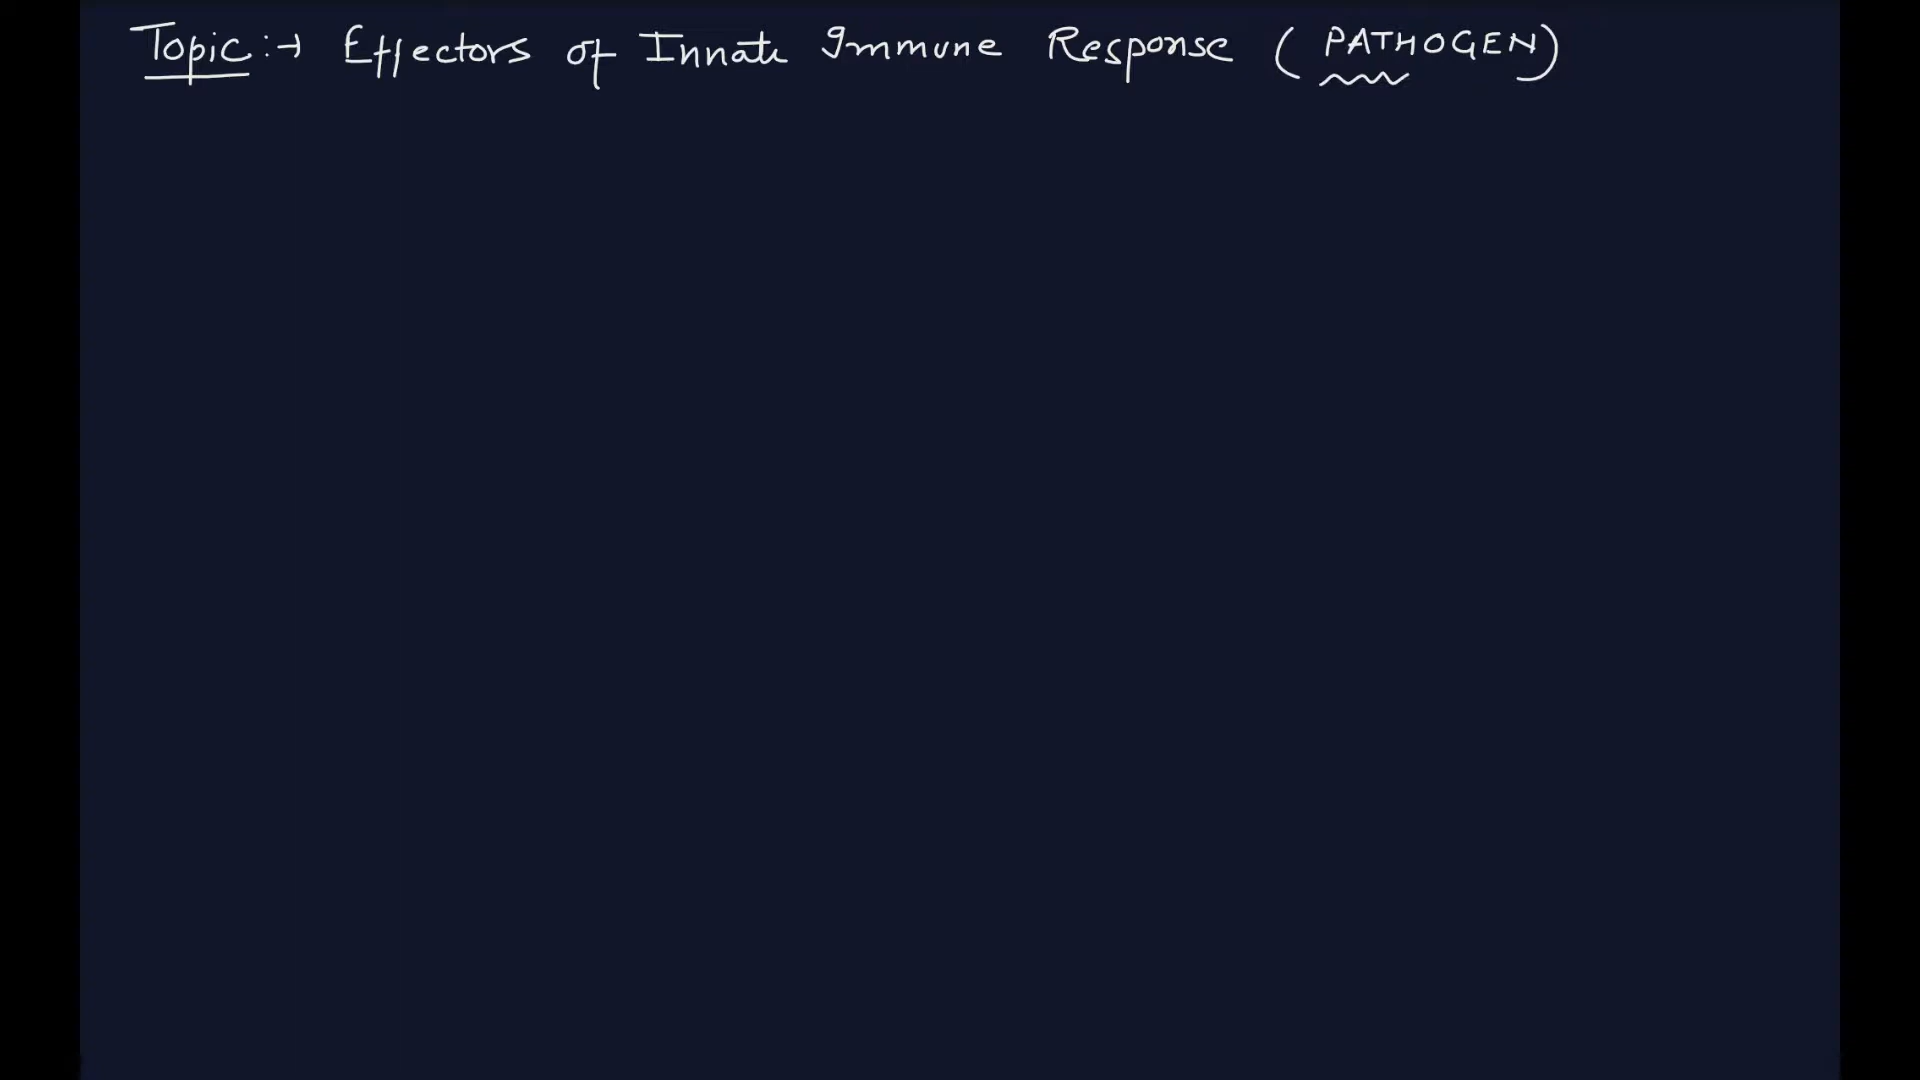 Topic :→ Effectors of Innate Immune Response (PATHOGEN)